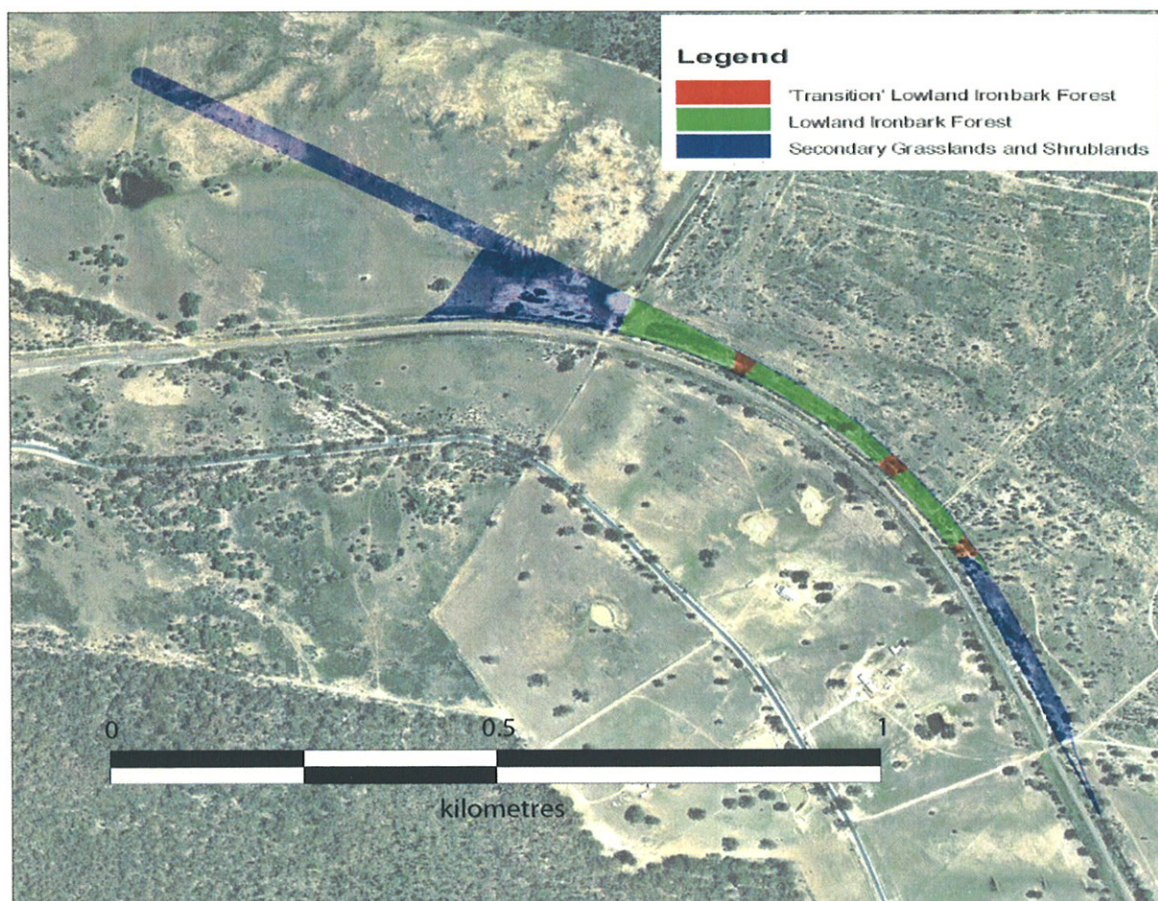 Legend
'Transition' Lowland Ironbark Forest
Lowland Ironbark Forest
Secondary Grasslands and Shrublands
0 0.5 1
kilometres